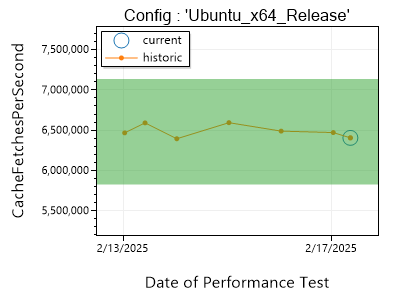 Config : 'Ubuntu_x64_Release'
current
historic
CacheFetchesPerSecond
7,500,000
7,000,000
6,500,000
6,000,000
5,500,000
2/13/2025
2/17/2025
Date of Performance Test